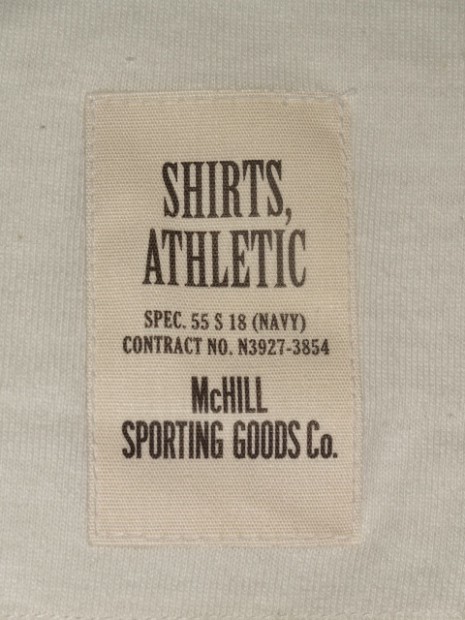 SHIRTS,
ATHLETIC
SPEC. 55 S 18 (NAVY)
CONTRACT NO. N3927-3854
McHILL
SPORTING GOODS Co.